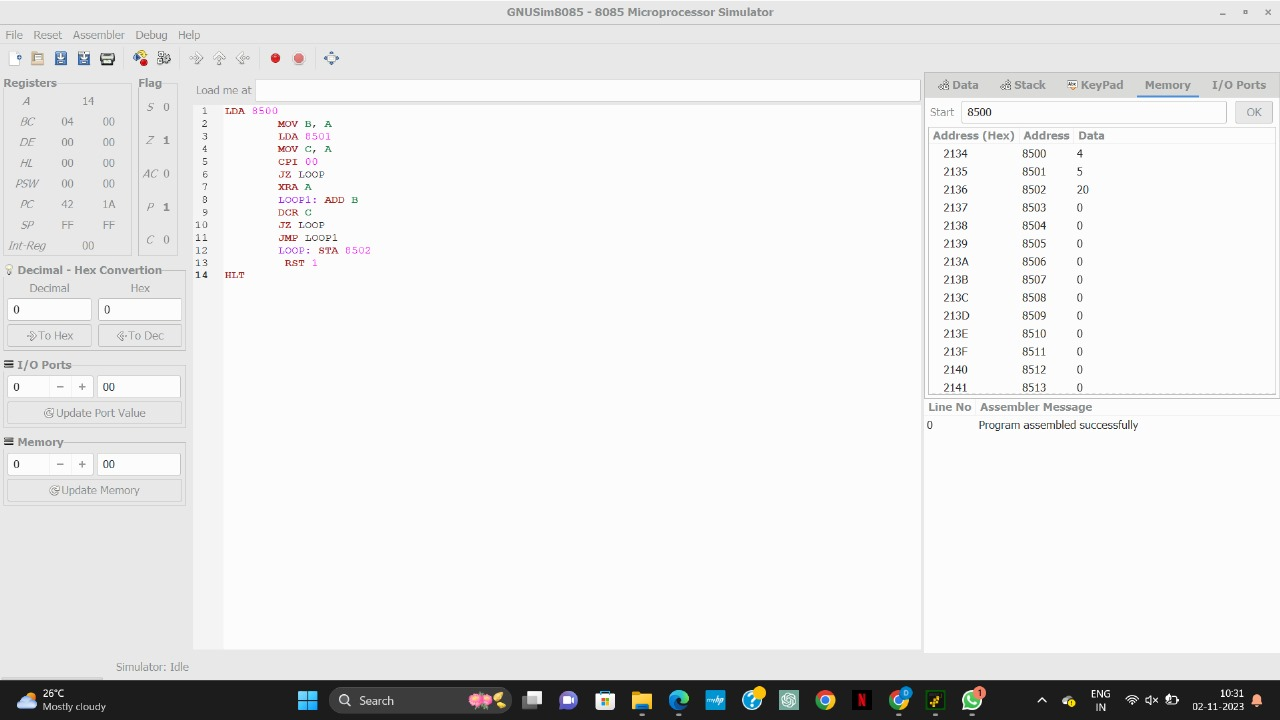 GNUSim8085 - 8085 Microprocessor Simulator
File Reset Assembler Debug Help
Registers
A 14
BC 04 00
DE 00 00
HL 00 00
PSW 00 00
PC 42 1A
SP FF FF
Int-Reg 00
Flag
S 0
Z 1
AC 0
P 1
C 0
Decimal - Hex Convertion
Decimal Hex
0 0
To Hex To Dec
I/O Ports
0 − + 00
Update Port Value
Memory
0 − + 00
Update Memory
Simulator: Idle
Load me at
1 LDA 8500
2 MOV B, A
3 LDA 8501
4 MOV C, A
5 CPI 00
6 JZ LOOP
7 XRA A
8 LOOP1: ADD B
9 DCR C
10 JZ LOOP
11 JMP LOOP1
12 LOOP: STA 8502
13 RST 1
14 HLT
Data Stack KeyPad Memory I/O Ports
Start 8500 OK
Address (Hex) Address Data
2134 8500 4
2135 8501 5
2136 8502 20
2137 8503 0
2138 8504 0
2139 8505 0
213A 8506 0
213B 8507 0
213C 8508 0
213D 8509 0
213E 8510 0
213F 8511 0
2140 8512 0
2141 8513 0
Line No Assembler Message
0 Program assembled successfully
26°C
Mostly cloudy
Search
ENG
IN
10:31
02-11-2023